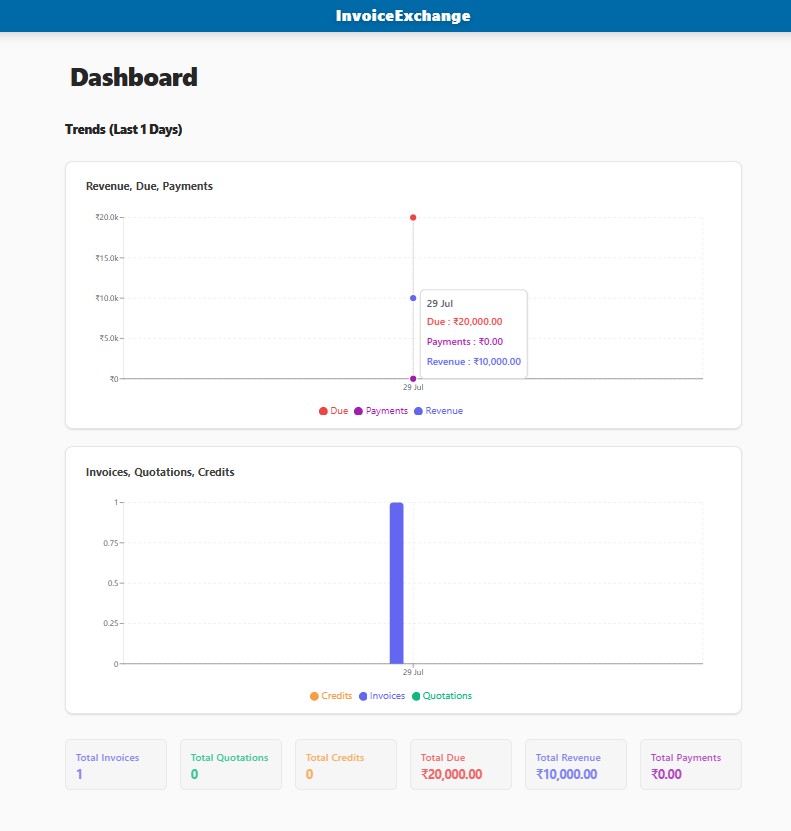 InvoiceExchange
Dashboard
Trends (Last 1 Days)
Revenue, Due, Payments
₹20.0k
₹15.0k
₹10.0k
₹5.0k
₹0
29 Jul
Due : ₹20,000.00
Payments : ₹0.00
Revenue : ₹10,000.00
29 Jul
Due Payments Revenue
Invoices, Quotations, Credits
1
0.75
0.5
0.25
0
29 Jul
Credits Invoices Quotations
Total Invoices Total Quotations Total Credits Total Due Total Revenue Total Payments
1 0 0 ₹20,000.00 ₹10,000.00 ₹0.00